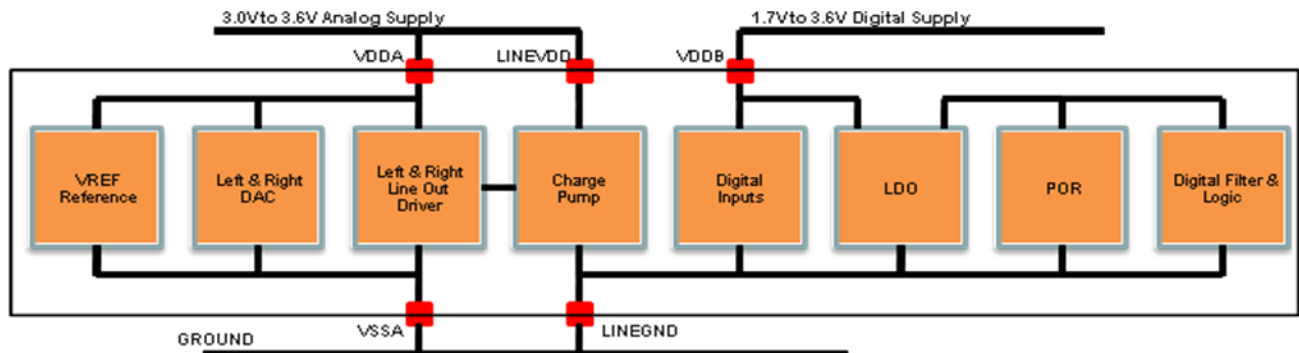 3.0Vto 3.6V Analog Supply
1.7Vto 3.6V Digital Supply
VDDA
LINEVDD
VDDB
VREF
Reference
Left & Right
DAC
Left & Right
Line Out
Driver
Charge
Pump
Digital
Inputs
LDO
POR
Digital Filter &
Logic
VSSA
LINEGND
GROUND